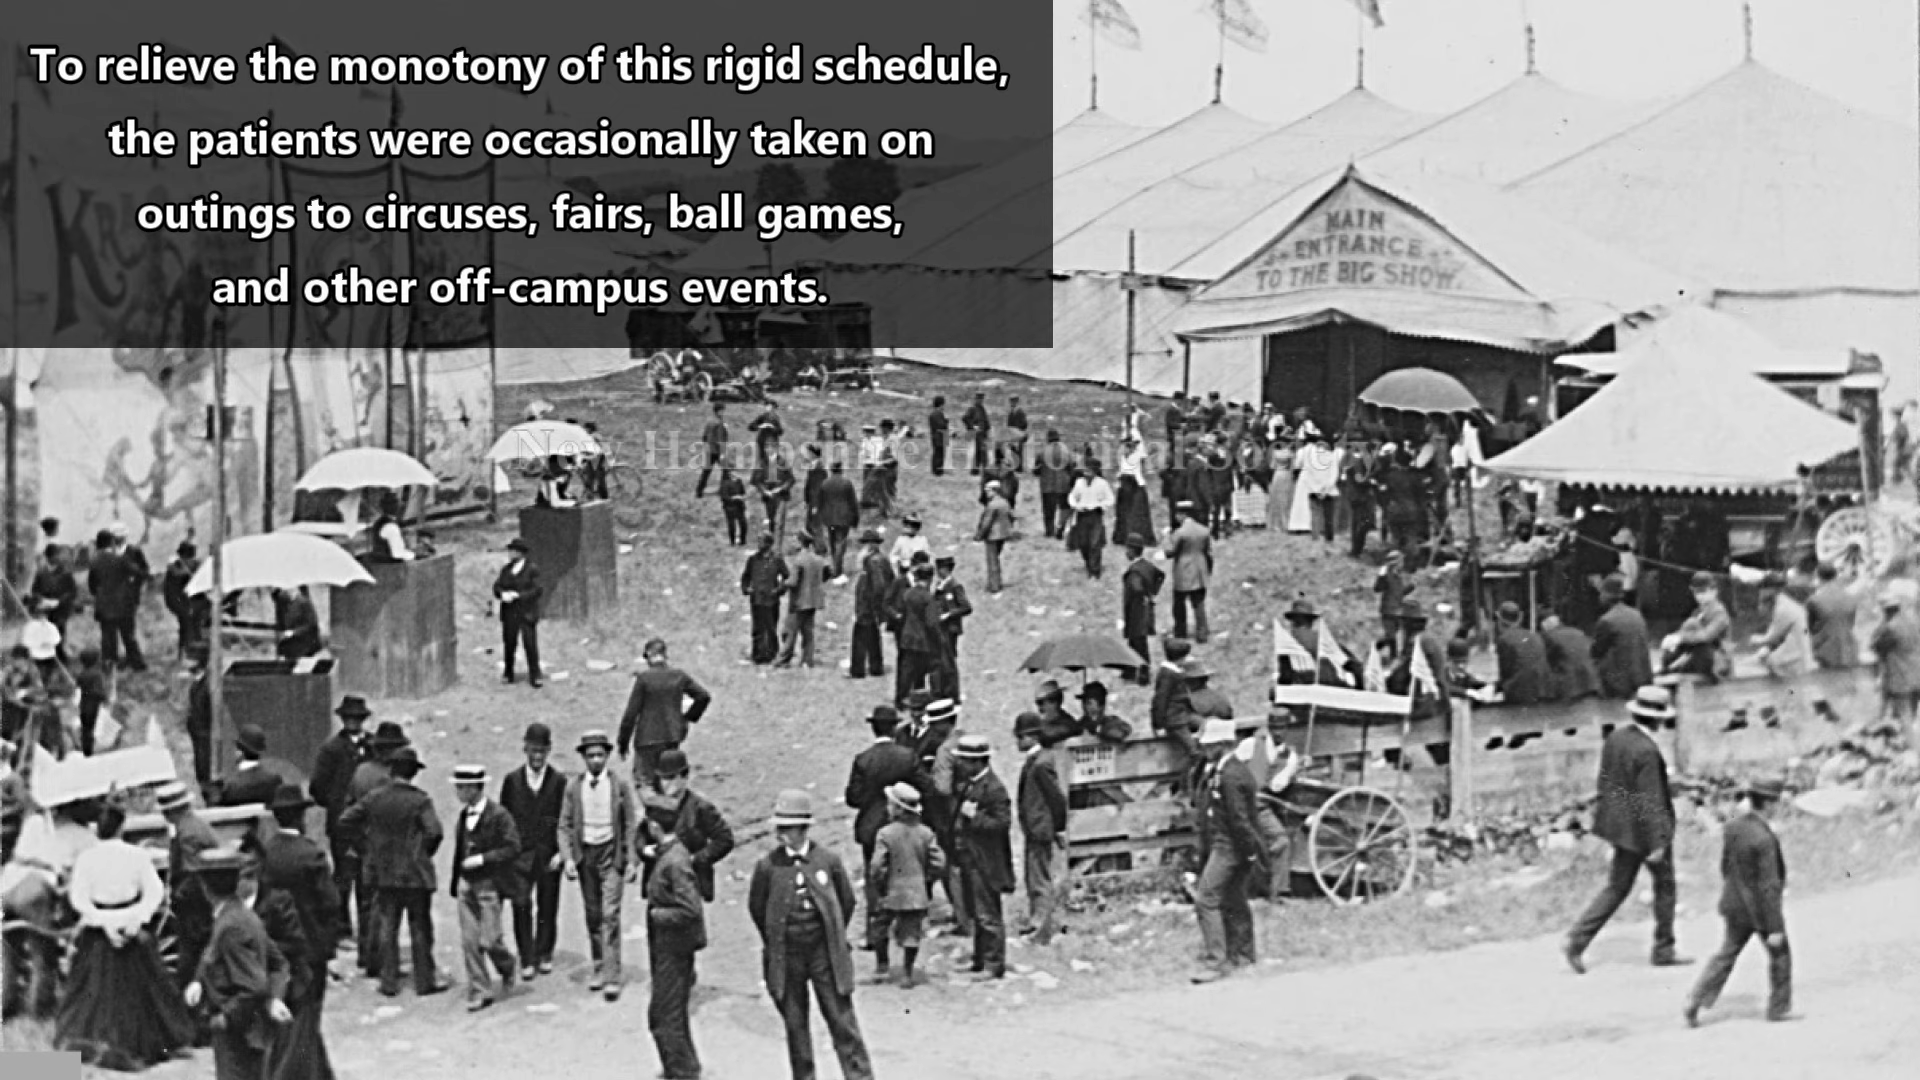 To relieve the monotony of this rigid schedule,
the patients were occasionally taken on
outings to circuses, fairs, ball games,
and other off-campus events.
MAIN
ENTRANCE
TO THE BIG SHOW.
New Hampshire Historical Society